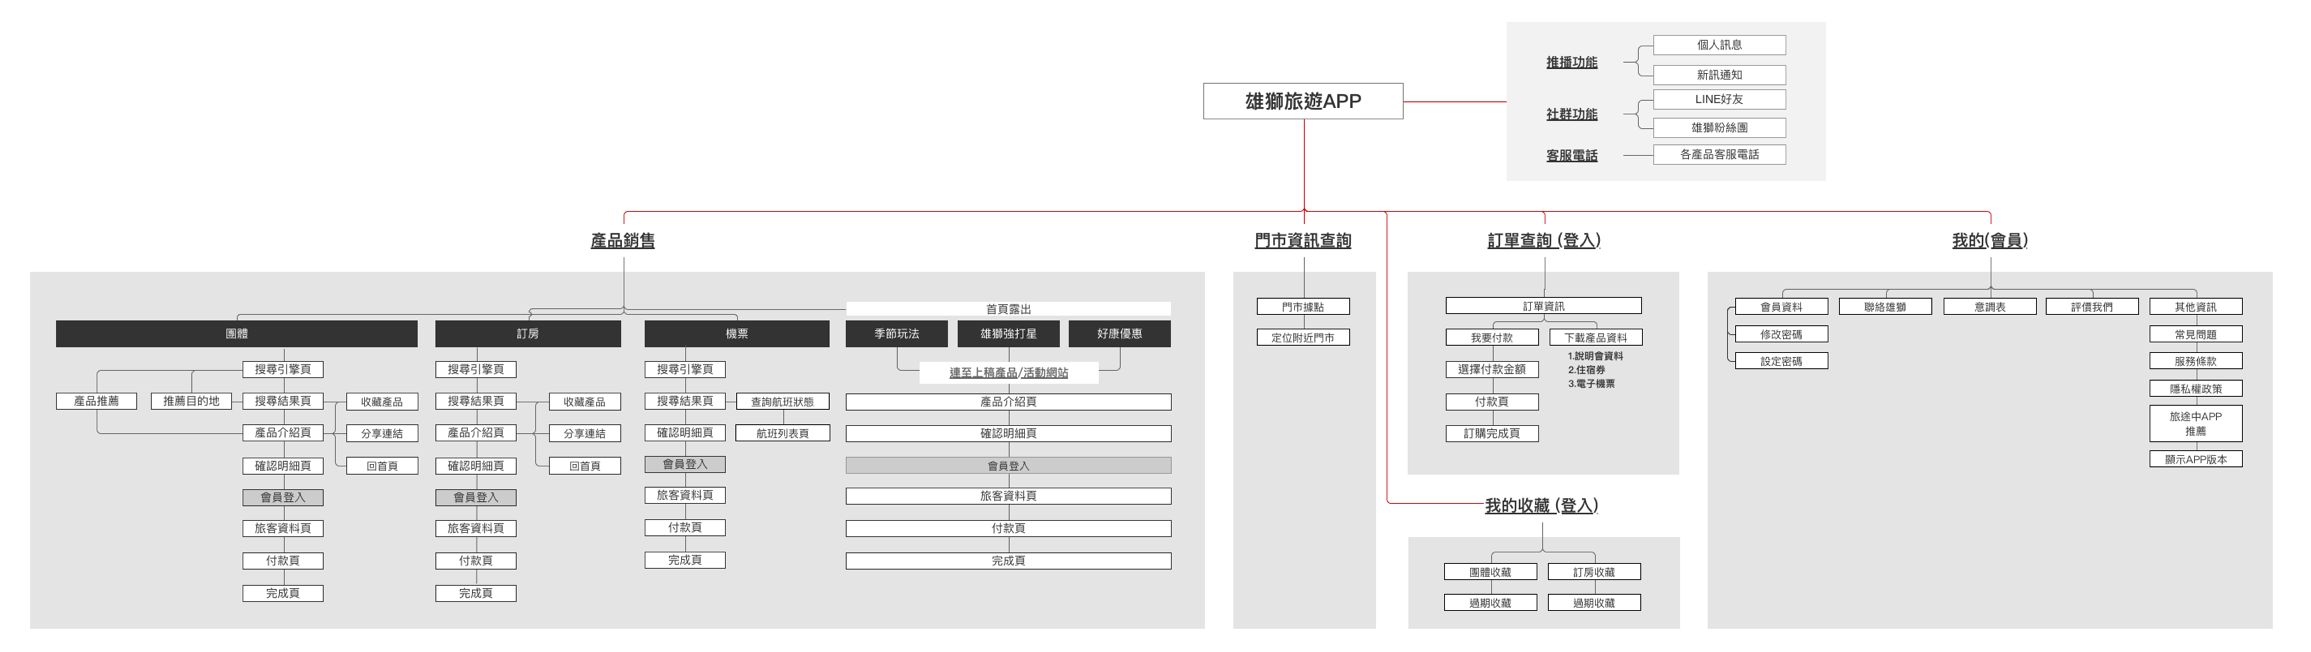 雄獅旅遊APP
推播功能
個人訊息
新訊通知
社群功能
LINE好友
雄獅粉絲團
客服電話
各產品客服電話
產品銷售
首頁露出
團體
搜尋引擎頁
產品推薦
推薦目的地
搜尋結果頁
收藏產品
產品介紹頁
分享連結
確認明細頁
回首頁
會員登入
旅客資料頁
付款頁
完成頁
訂房
搜尋引擎頁
搜尋結果頁
收藏產品
產品介紹頁
分享連結
確認明細頁
回首頁
會員登入
旅客資料頁
付款頁
完成頁
機票
搜尋引擎頁
搜尋結果頁
查詢航班狀態
確認明細頁
航班列表頁
會員登入
旅客資料頁
付款頁
完成頁
季節玩法
雄獅強打星
好康優惠
連至上稿產品/活動網站
產品介紹頁
確認明細頁
會員登入
旅客資料頁
付款頁
完成頁
門市資訊查詢
門市據點
定位附近門市
訂單查詢 (登入)
訂單資訊
我要付款
下載產品資料
1.說明會資料
2.住宿券
3.電子機票
選擇付款金額
付款頁
訂購完成頁
我的收藏 (登入)
團體收藏
訂房收藏
過期收藏
過期收藏
我的(會員)
會員資料
聯絡雄獅
意調表
評價我們
其他資訊
修改密碼
設定密碼
常見問題
服務條款
隱私權政策
旅途中APP
推薦
顯示APP版本